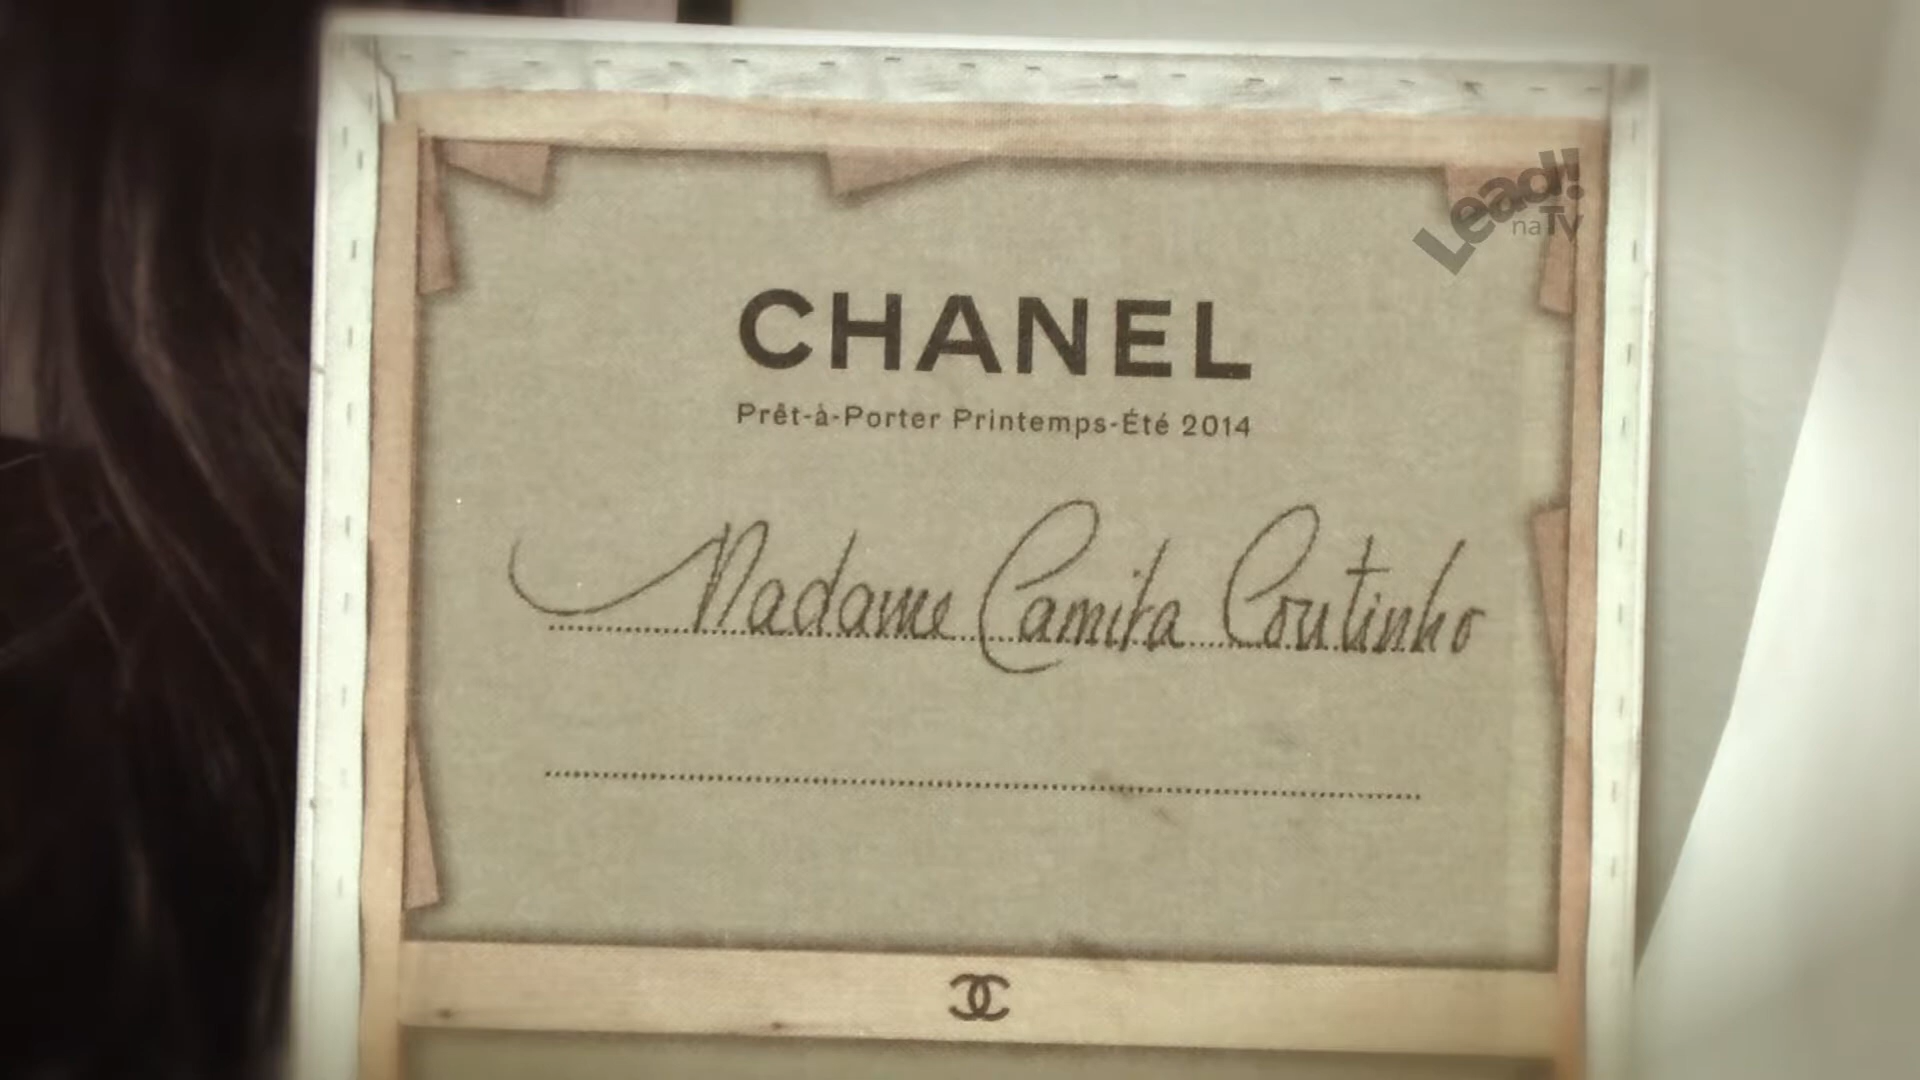 Lead!
na Tv
CHANEL
Prêt-à-Porter Printemps-Été 2014
Madame Camila Coutinho